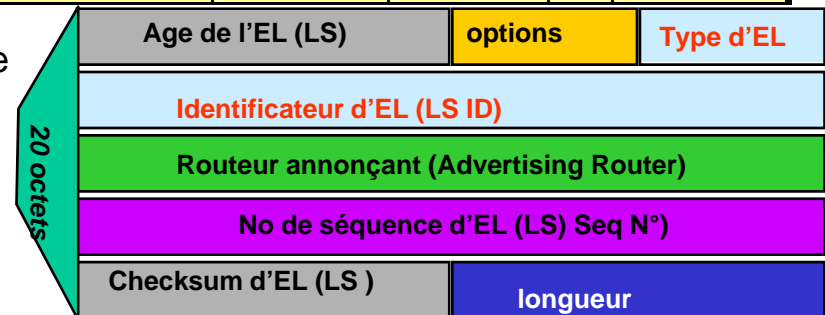 Age de l'EL (LS) options Type d'EL
e
Identificateur d'EL (LS ID)
20 octets
Routeur annonçant (Advertising Router)
No de séquence d'EL (LS) Seq N°)
Checksum d'EL (LS ) longueur